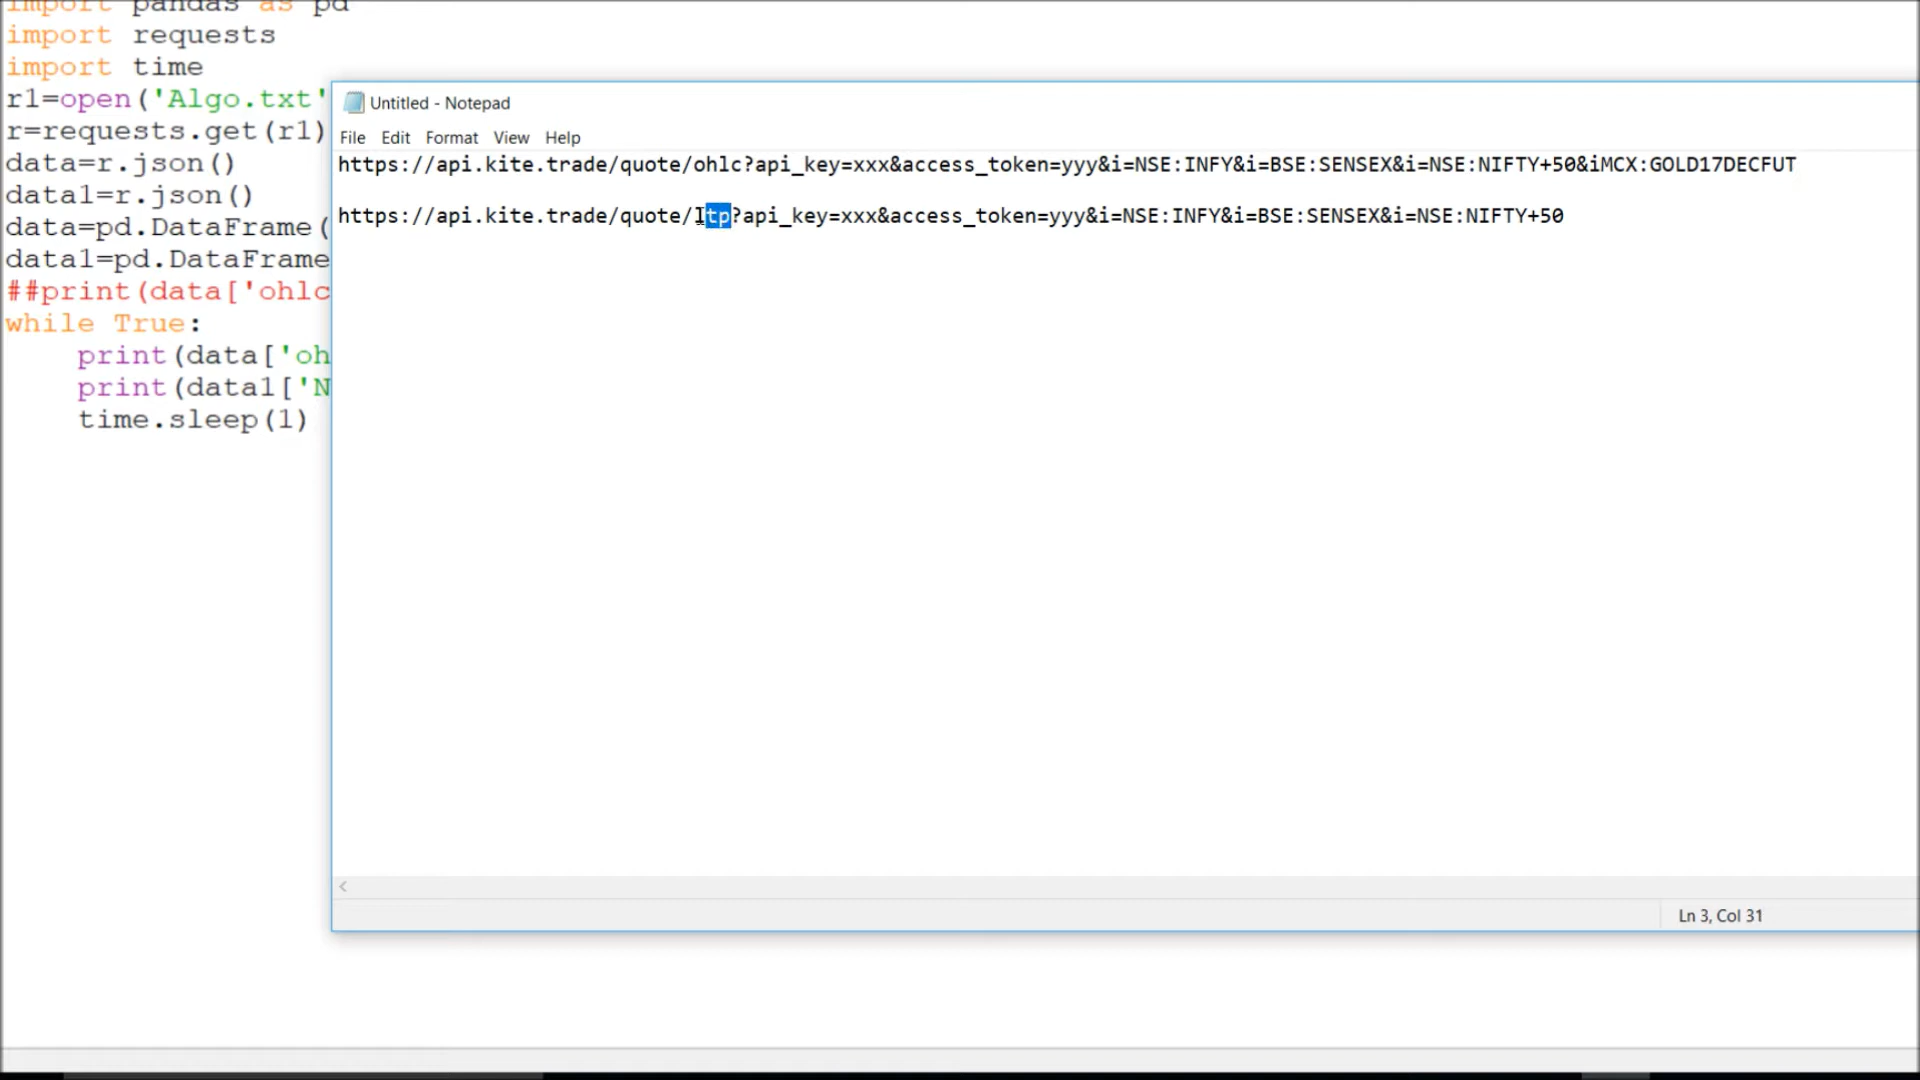 import pandas as pd
import requests
import time
r1=open('Algo.txt'
r=requests.get(r1)
data=r.json()
data1=r.json()
data=pd.DataFrame(
data1=pd.DataFrame
##print(data['ohlc
while True:
print(data['oh
print(data1['N
time.sleep(1)
Untitled - Notepad
File Edit Format View Help
https://api.kite.trade/quote/ohlc?api_key=xxx&access_token=yyy&i=NSE:INFY&i=BSE:SENSEX&i=NSE:NIFTY+50&iMCX:GOLD17DECFUT
https://api.kite.trade/quote/ltp?api_key=xxx&access_token=yyy&i=NSE:INFY&i=BSE:SENSEX&i=NSE:NIFTY+50
Ln 3, Col 31